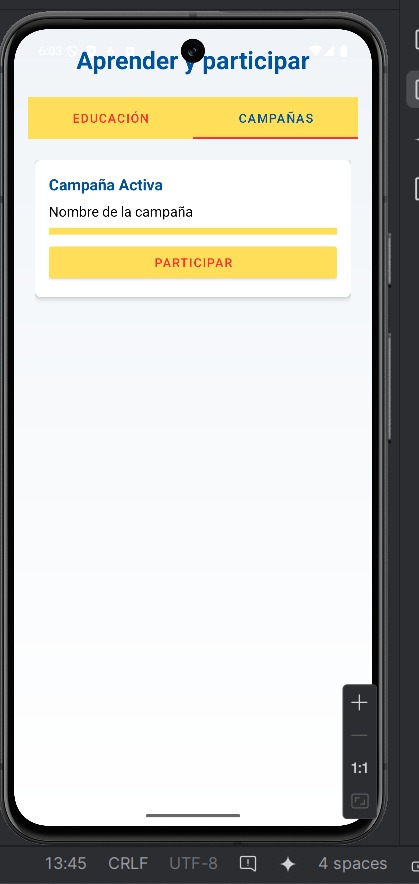 6:03
Aprender y participar
EDUCACIÓN CAMPAÑAS
Campaña Activa
Nombre de la campaña
PARTICIPAR
1:1
13:45 CRLF UTF-8 4 spaces